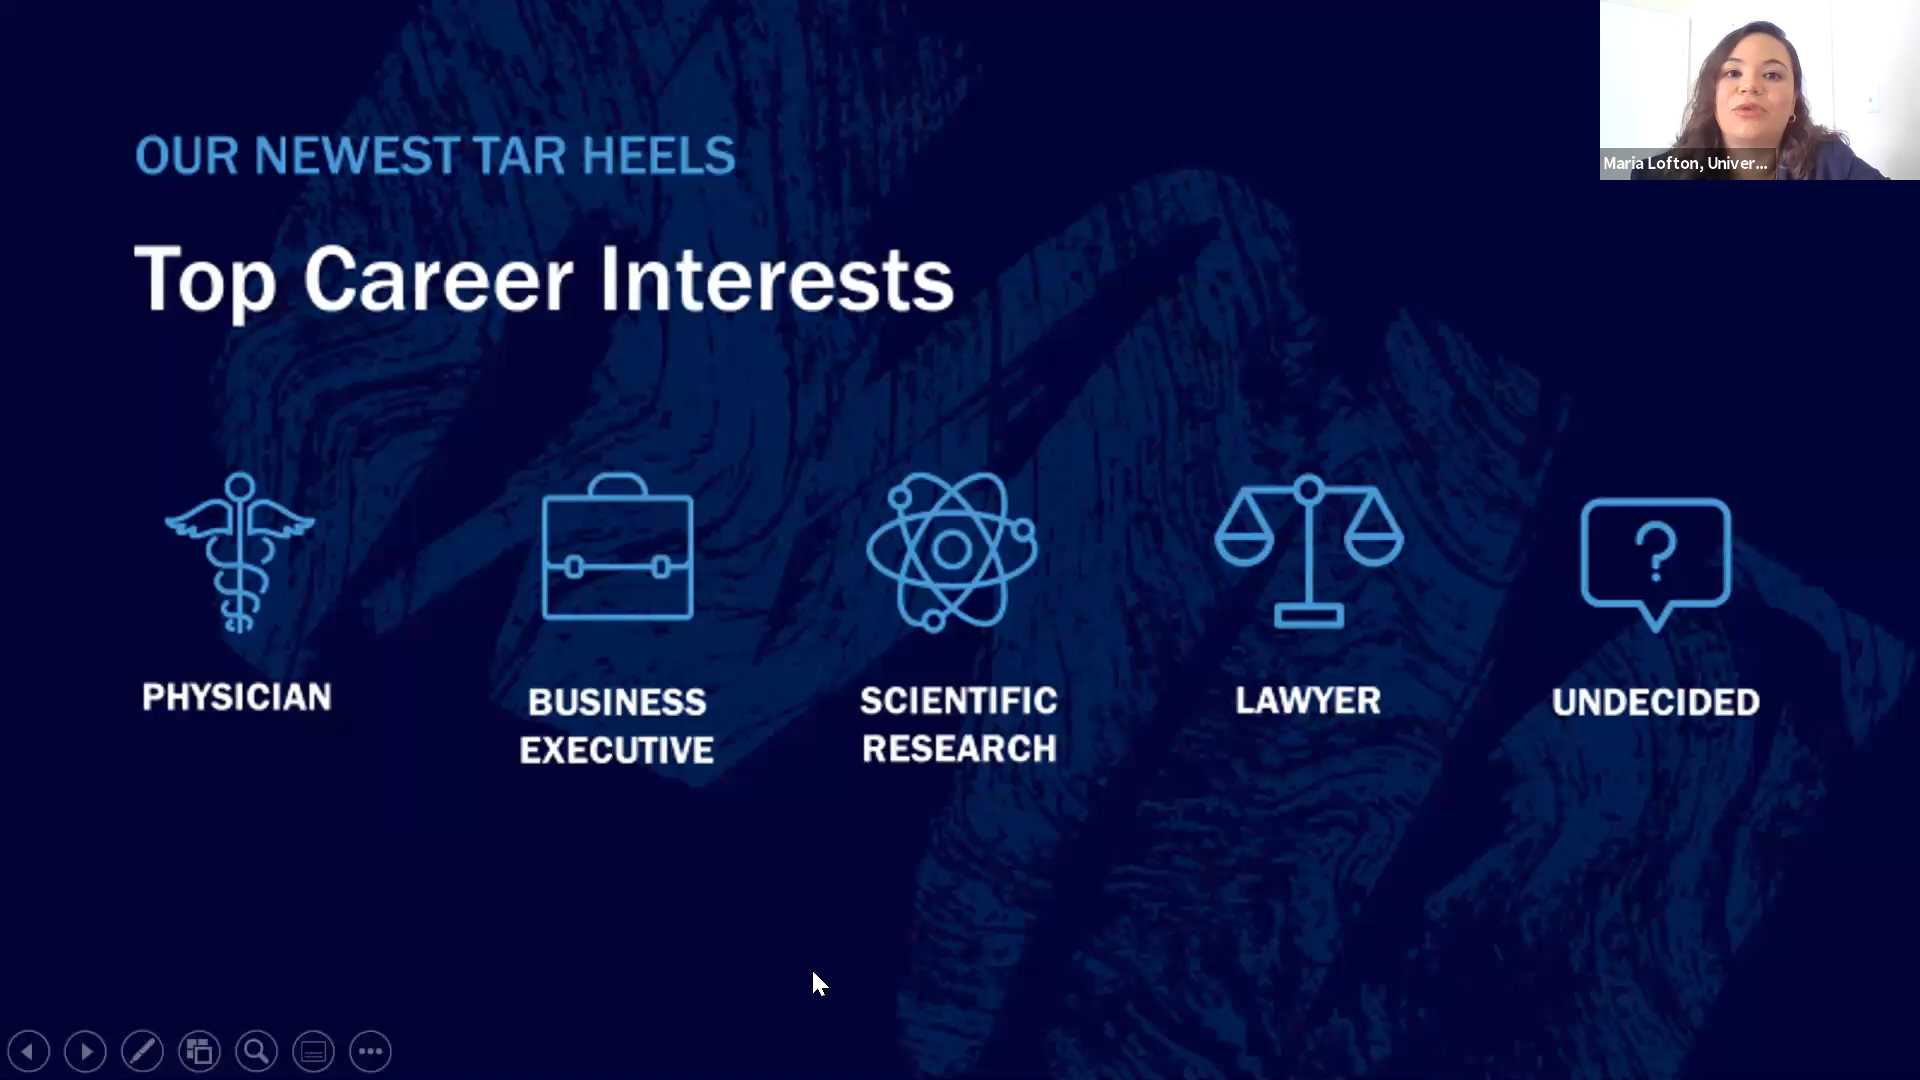 OUR NEWEST TAR HEELS
Top Career Interests
PHYSICIAN
BUSINESS
EXECUTIVE
SCIENTIFIC
RESEARCH
LAWYER
?
UNDECIDED
Maria Lofton, Univer...